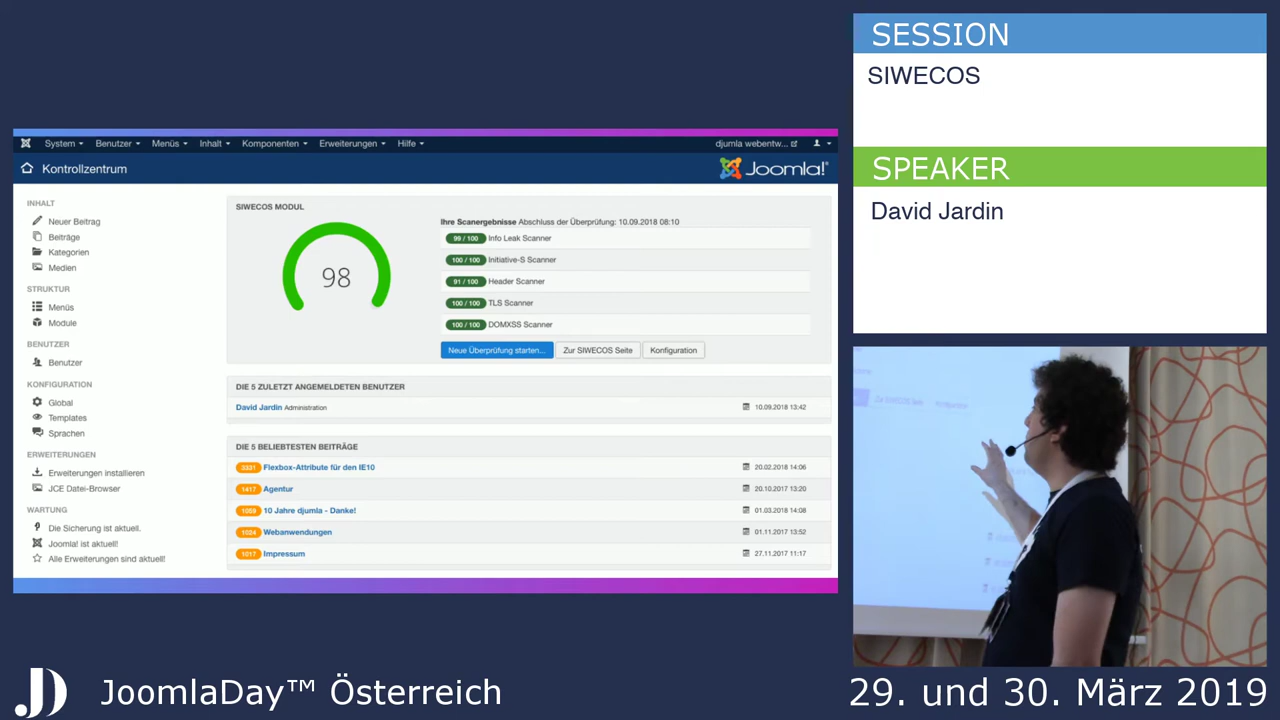 SESSION
SIWECOS
SPEAKER
David Jardin
System Benutzer Menüs Inhalt Komponenten Erweiterungen Hilfe djumla webentw...
Kontrollzentrum
Joomla!®
INHALT
Neuer Beitrag
Beiträge
Kategorien
Medien
STRUKTUR
Menüs
Module
BENUTZER
Benutzer
KONFIGURATION
Global
Templates
Sprachen
ERWEITERUNGEN
Erweiterungen installieren
JCE Datei-Browser
WARTUNG
Die Sicherung ist aktuell.
Joomla! ist aktuell!
Alle Erweiterungen sind aktuell!
SIWECOS MODUL
98
Ihre Scanergebnisse Abschluss der Überprüfung: 10.09.2018 08:10
99 / 100 Info Leak Scanner
100 / 100 Initiative-S Scanner
91 / 100 Header Scanner
100 / 100 TLS Scanner
100 / 100 DOMXSS Scanner
Neue Überprüfung starten... Zur SIWECOS Seite Konfiguration
DIE 5 ZULETZT ANGEMELDETEN BENUTZER
David Jardin Administration 10.09.2018 13:42
DIE 5 BELIEBTESTEN BEITRÄGE
3331 Flexbox-Attribute für den IE10 20.02.2018 14:06
1417 Agentur 20.10.2017 13:20
1059 10 Jahre djumla - Danke! 01.03.2018 14:08
1024 Webanwendungen 01.11.2017 13:52
1017 Impressum 27.11.2017 11:17
JD JoomlaDay™ Österreich
29. und 30. März 2019